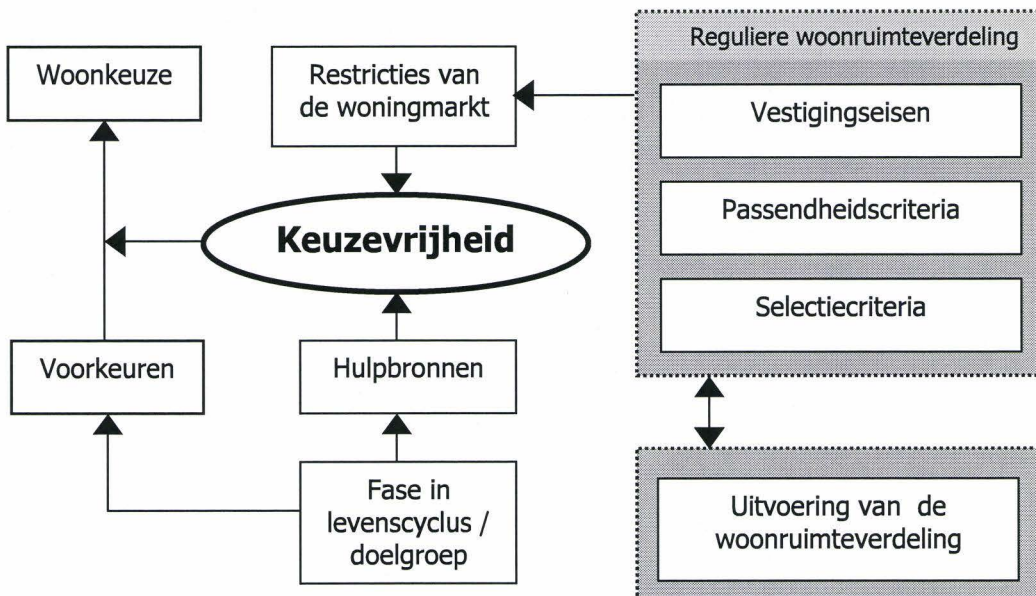 Reguliere woonruimteverdeling
Woonkeuze
Restricties van
de woningmarkt
Vestigingseisen
Passendheidscriteria
Keuzevrijheid
Selectiecriteria
Voorkeuren
Hulpbronnen
Fase in
levenscyclus /
doelgroep
Uitvoering van de
woonruimteverdeling